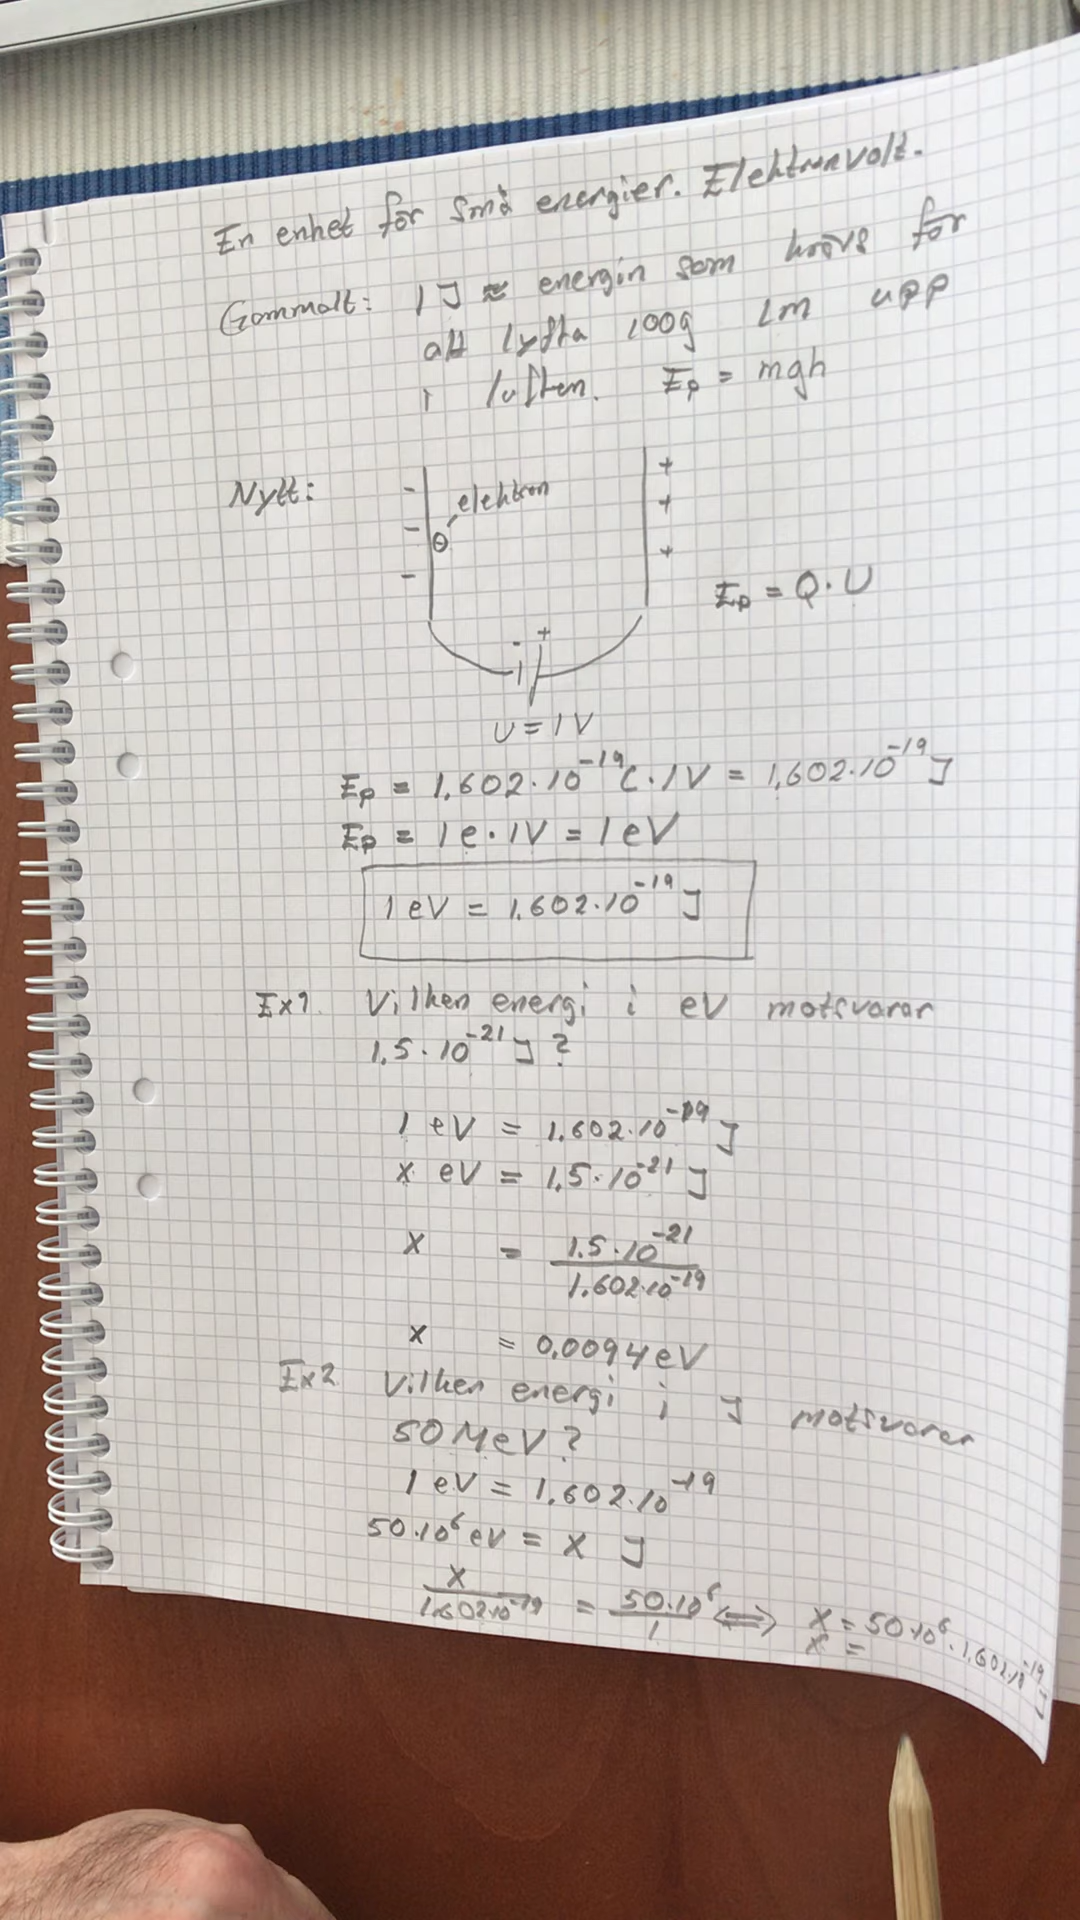 En enhet för små energier. Elektronvolt.
Gammalt: 1 J ≈ energin som krävs för
att lyfta 100g 1m upp
i luften. Ep = mgh
Nytt:
- +
- elektron +
⊖
- +
Ep = Q·U
- +
U = 1V
Ep = 1,602·10^-19 C·1V = 1,602·10^-19 J
Ep = 1e·1V = 1eV
1 eV = 1,602·10^-19 J
Ex1. Vilken energi i eV motsvarar
1,5·10^-21 J?
1 eV = 1,602·10^-19 J
x eV = 1,5·10^-21 J
x = 1,5·10^-21 / 1,602·10^-19
x = 0,0094 eV
Ex2 Vilken energi i J motsvarar
50 MeV?
1 eV = 1,602·10^-19
50·10^6 eV = x J
x / 1,602·10^-19 = 50·10^6 / 1 ⇔ x = 50·10^6·1,602·10^-19 J
x =